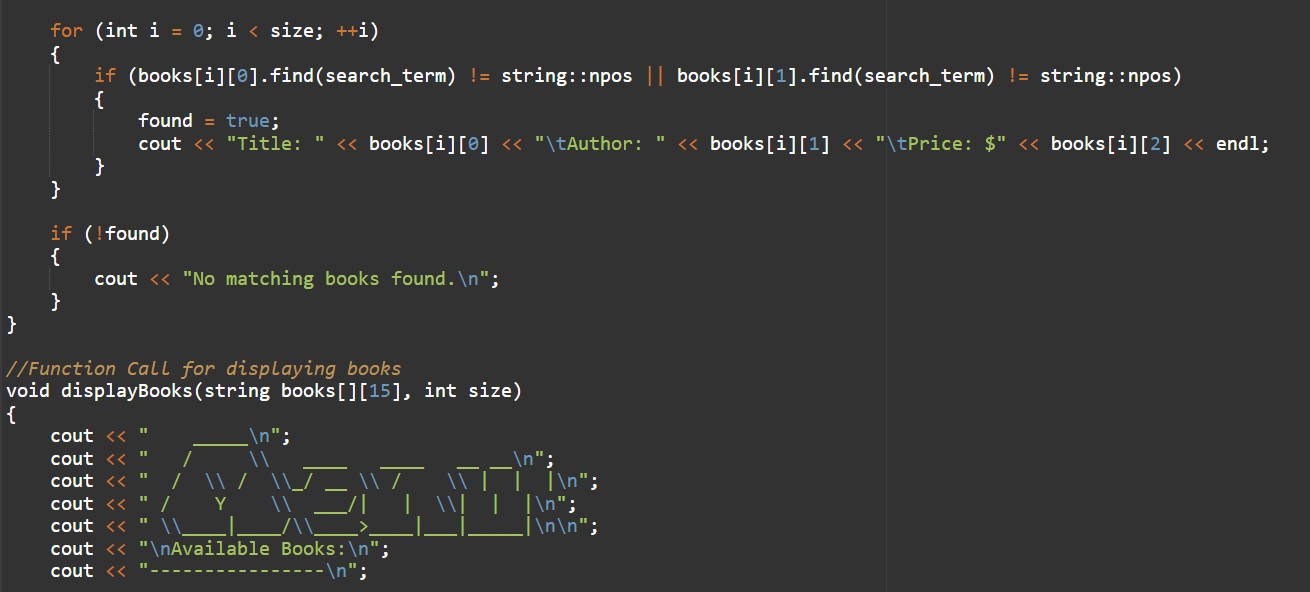 for (int i = 0; i < size; ++i)
    {
        if (books[i][0].find(search_term) != string::npos || books[i][1].find(search_term) != string::npos)
        {
            found = true;
            cout << "Title: " << books[i][0] << "\tAuthor: " << books[i][1] << "\tPrice: $" << books[i][2] << endl;
        }
    }

    if (!found)
    {
        cout << "No matching books found.\n";
    }
}

//Function Call for displaying books
void displayBooks(string books[][15], int size)
{
    cout << "    _____\n";
    cout << "   /     \\   ____   ____   __ __\n";
    cout << "  /  \\ /  \\_/ __ \\ /    \\ |  |  |\n";
    cout << " /    Y    \\  ___/|   |  \\|  |  |\n";
    cout << " \\____|____/\\____>____|___|_____|\n\n";
    cout << "\nAvailable Books:\n";
    cout << "----------------\n";